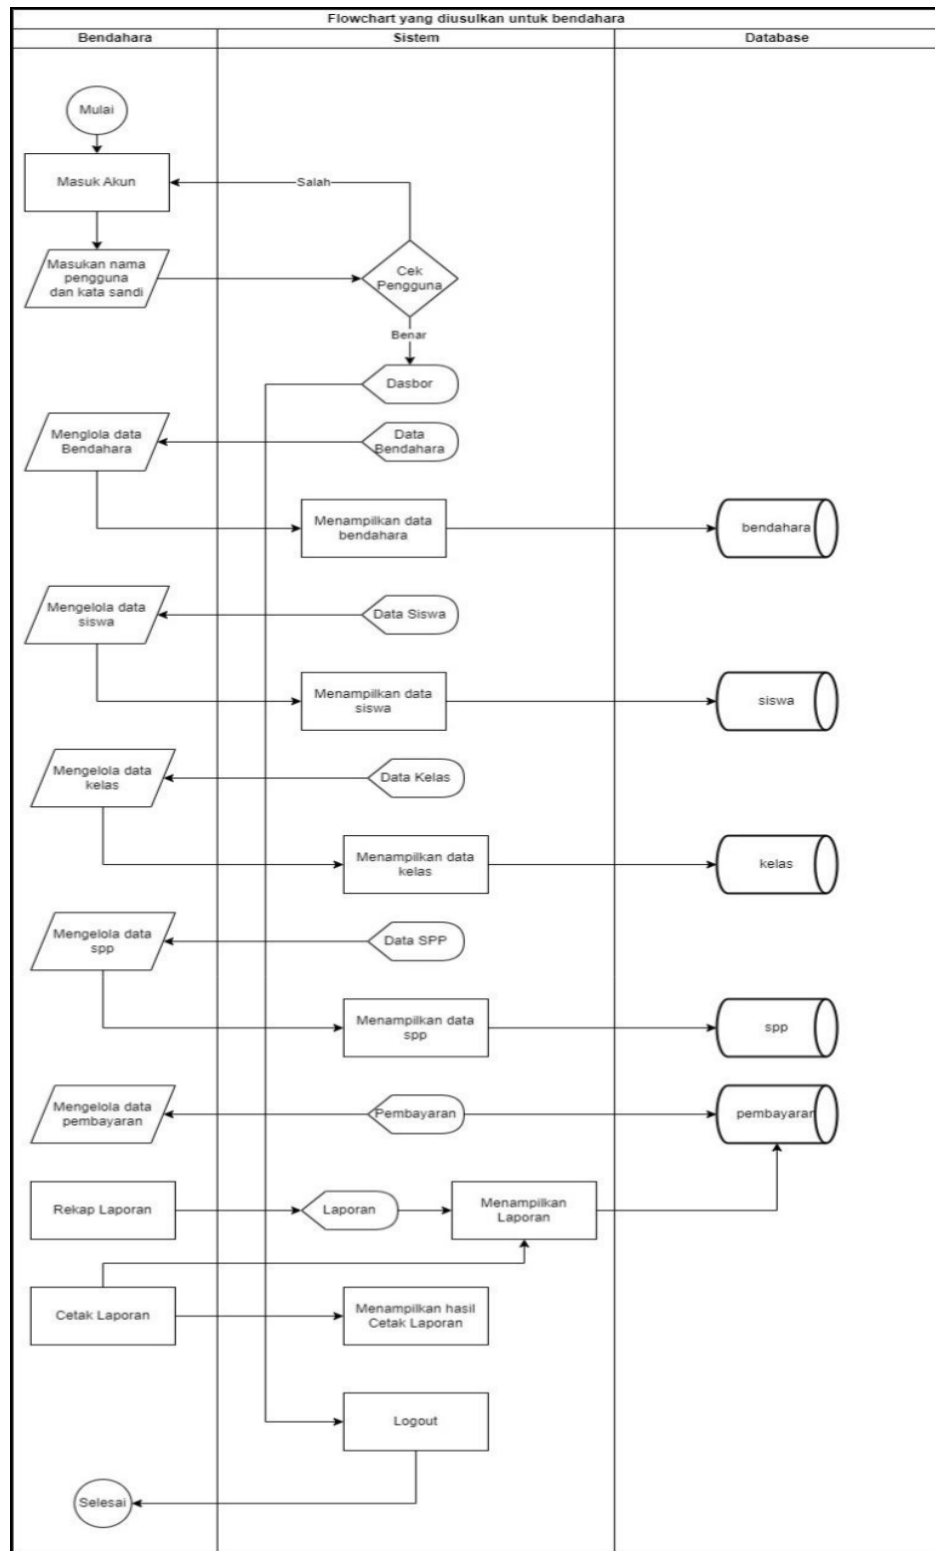 Flowchart yang diusulkan untuk bendahara
Bendahara
Sistem
Database
Mulai
Masuk Akun
Salah
Masukan nama
pengguna
dan kata sandi
Cek
Pengguna
Benar
Dasbor
Menglola data
Bendahara
Data
Bendahara
Menampilkan data
bendahara
bendahara
Mengelola data
siswa
Data Siswa
Menampilkan data
siswa
siswa
Mengelola data
kelas
Data Kelas
Menampilkan data
kelas
kelas
Mengelola data
spp
Data SPP
Menampilkan data
spp
spp
Mengelola data
pembayaran
Pembayaran
pembayaran
Rekap Laporan
Laporan
Menampilkan
Laporan
Cetak Laporan
Menampilkan hasil
Cetak Laporan
Logout
Selesai